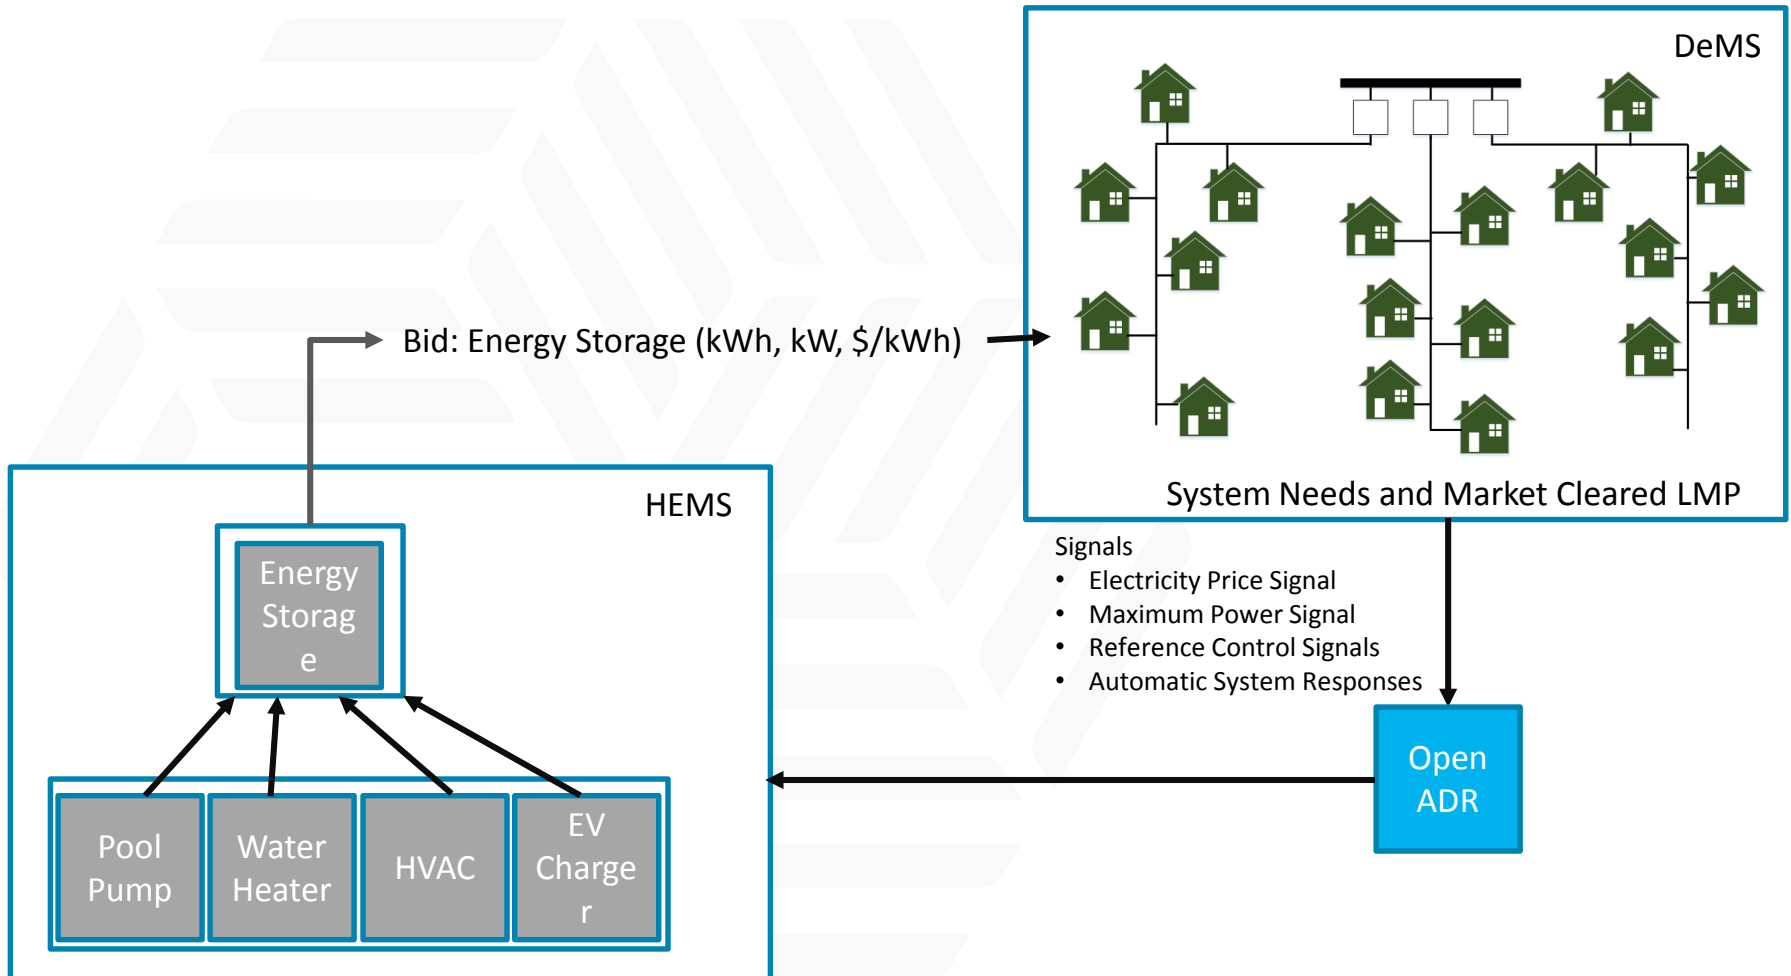 DeMS
Bid: Energy Storage (kWh, kW, $/kWh)
System Needs and Market Cleared LMP
HEMS
Energy
Storag
e
Signals
• Electricity Price Signal
• Maximum Power Signal
• Reference Control Signals
• Automatic System Responses
Open
ADR
Pool
Pump
Water
Heater
HVAC
EV
Charge
r